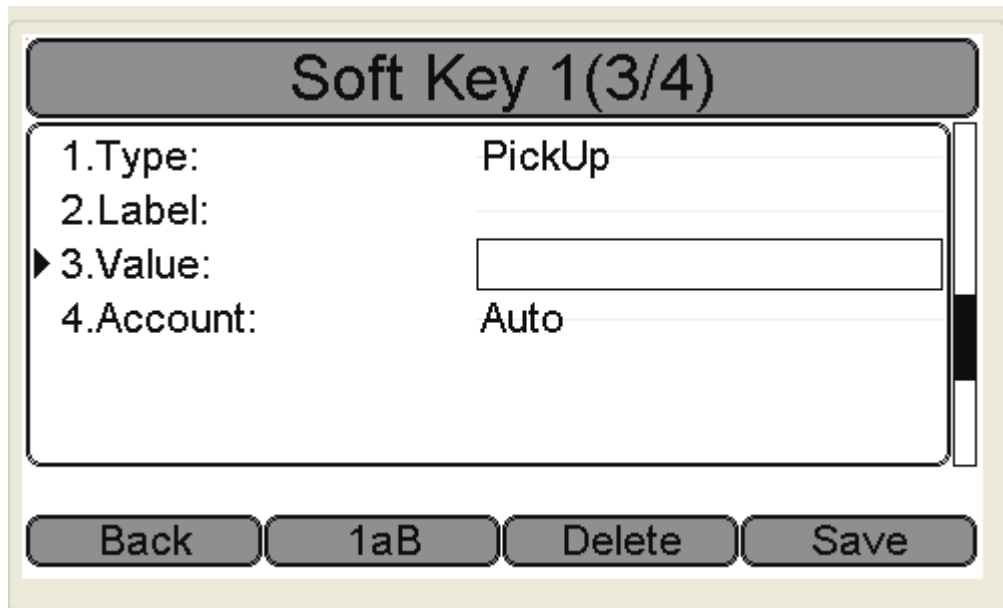 Soft Key 1(3/4)
1.Type: PickUp
2.Label:
3.Value:
4.Account: Auto
Back 1aB Delete Save